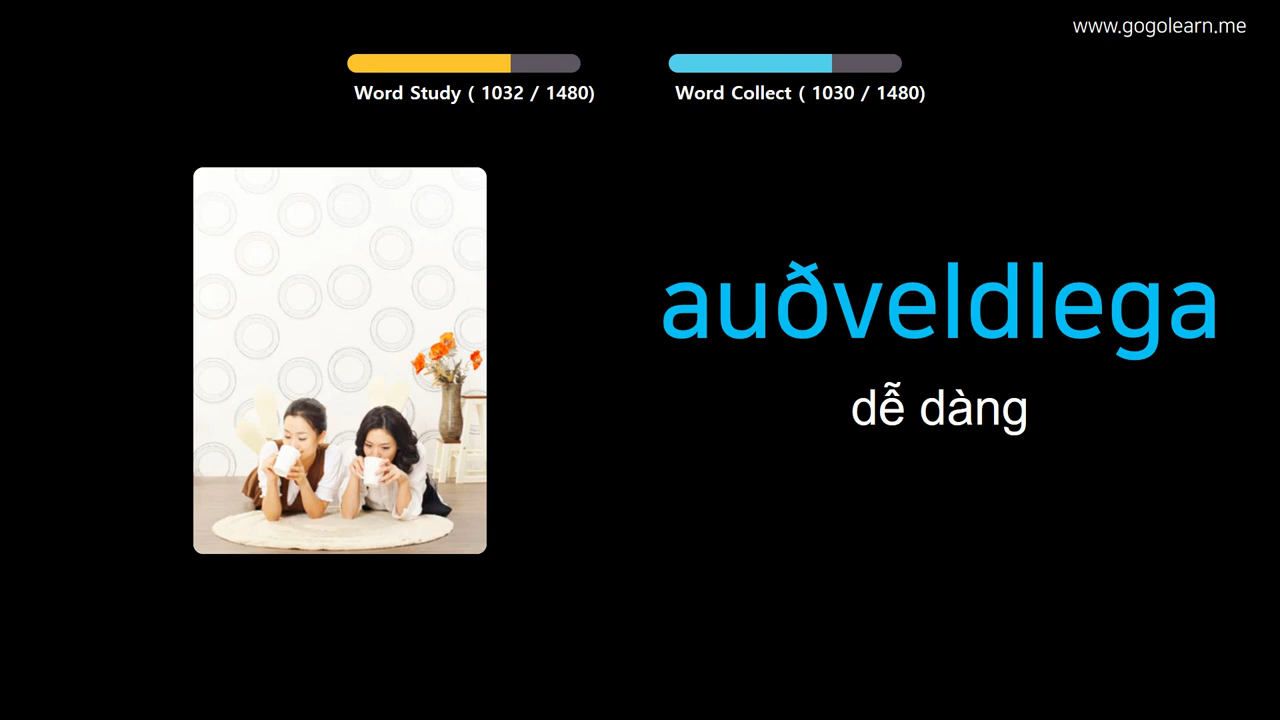 www.gogolearn.me
Word Study ( 1032 / 1480)
Word Collect ( 1030 / 1480)
auðveldlega
dễ dàng